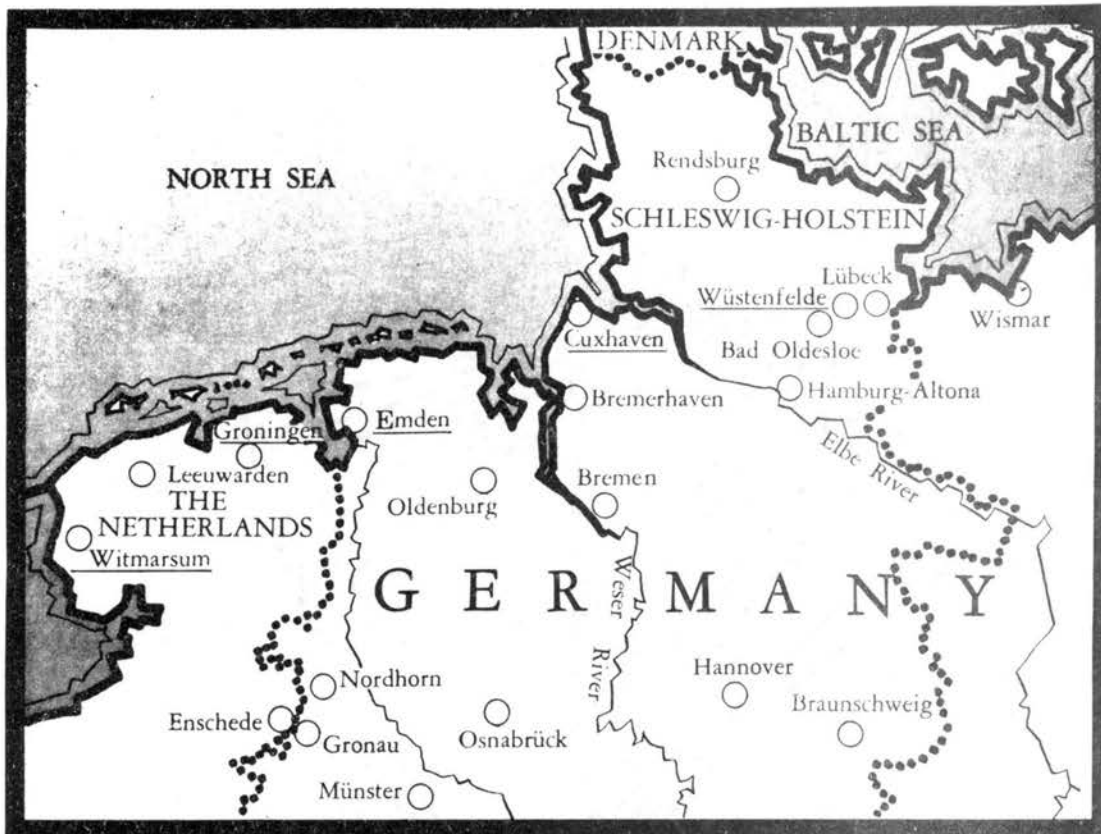 DENMARK
BALTIC SEA
NORTH SEA
Rendsburg
SCHLESWIG-HOLSTEIN
Lübeck
Wüstenfelde
Wismar
Cuxhaven
Bad Oldesloe
Hamburg-Altona
Bremerhaven
Emden
Groningen
Elbe River
Leeuwarden
THE
NETHERLANDS
Oldenburg
Bremen
Witmarsum
GERMANY
Weser
River
Hannover
Nordhorn
Braunschweig
Enschede
Gronau
Osnabrück
Münster